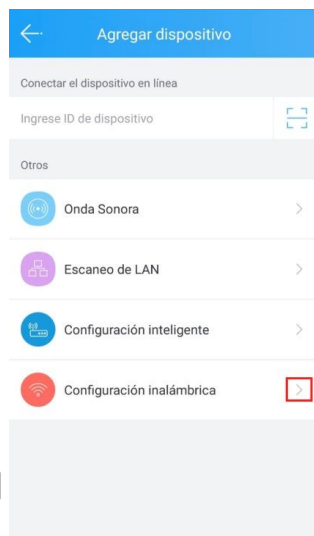 Agregar dispositivo
Conectar el dispositivo en línea
Ingrese ID de dispositivo
Otros
Onda Sonora
Escaneo de LAN
Configuración inteligente
Configuración inalámbrica